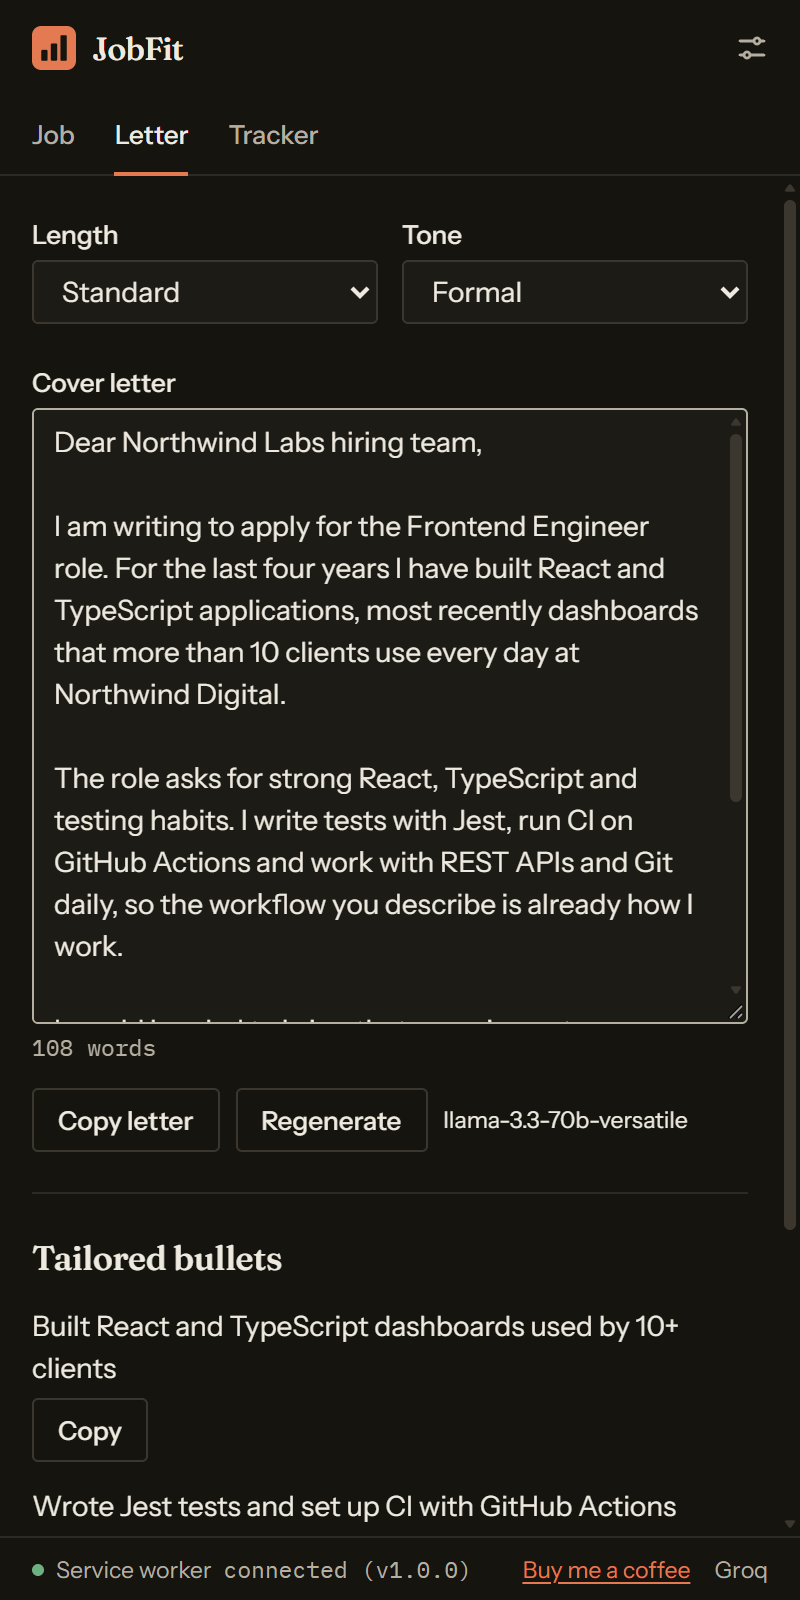 JobFit
Job Letter Tracker
Length Tone
Standard Formal
Cover letter
Dear Northwind Labs hiring team,
I am writing to apply for the Frontend Engineer
role. For the last four years I have built React and
TypeScript applications, most recently dashboards
that more than 10 clients use every day at
Northwind Digital.
The role asks for strong React, TypeScript and
testing habits. I write tests with Jest, run CI on
GitHub Actions and work with REST APIs and Git
daily, so the workflow you describe is already how I
work.
108 words
Copy letter Regenerate llama-3.3-70b-versatile
Tailored bullets
Built React and TypeScript dashboards used by 10+
clients
Copy
Wrote Jest tests and set up CI with GitHub Actions
Service worker connected (v1.0.0) Buy me a coffee Groq